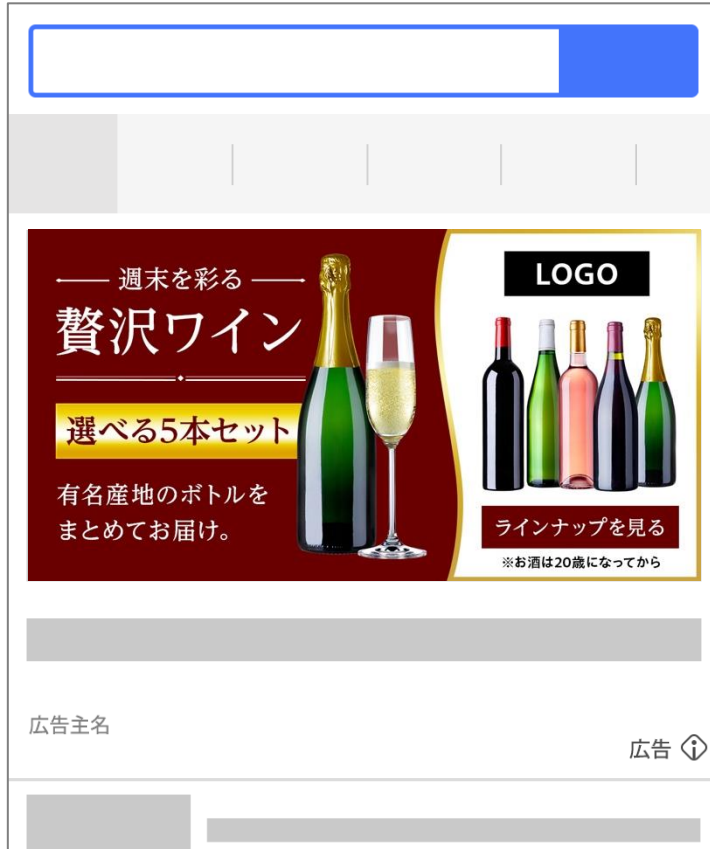 週末を彩る
贅沢ワイン
選べる5本セット
有名産地のボトルを
まとめてお届け。
LOGO
ラインナップを見る
※お酒は20歳になってから
広告主名
広告